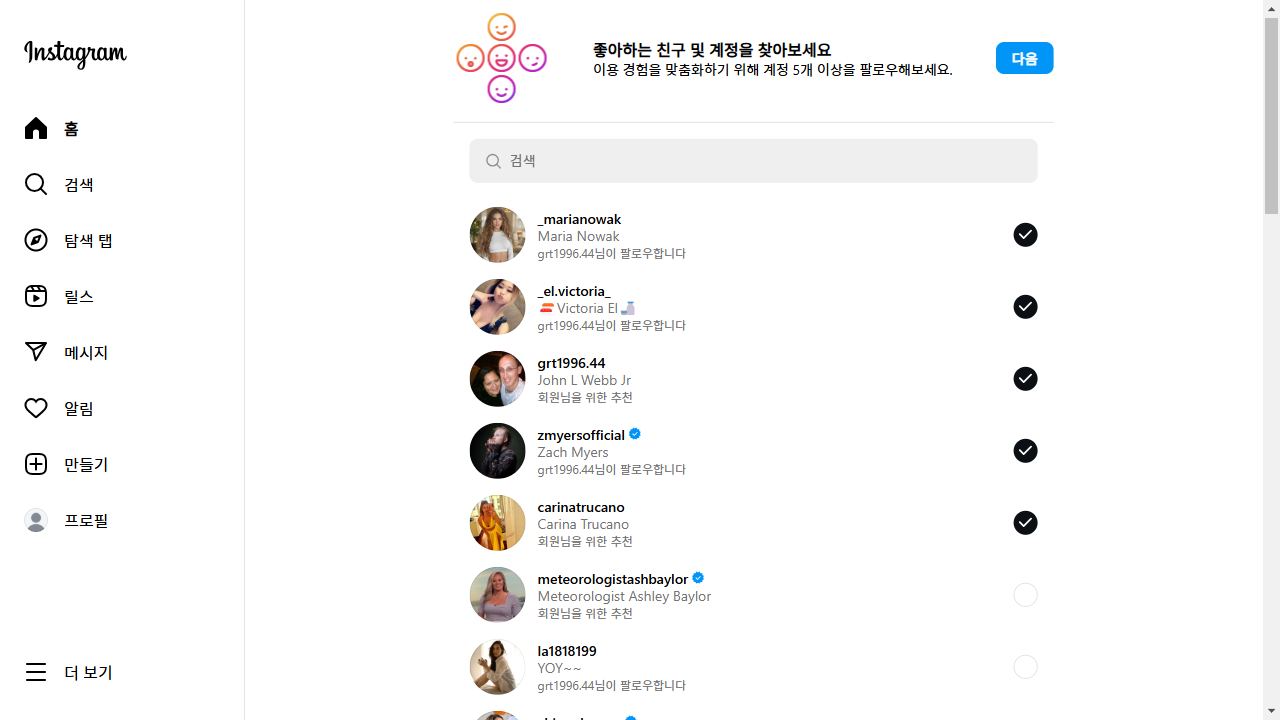 Instagram
홈
검색
탐색 탭
릴스
메시지
알림
만들기
프로필
더 보기
좋아하는 친구 및 계정을 찾아보세요
이용 경험을 맞춤화하기 위해 계정 5개 이상을 팔로우해보세요.
다음
검색
_marianowak
Maria Nowak
grt1996.44님이 팔로우합니다
_el.victoria_
Victoria El
grt1996.44님이 팔로우합니다
grt1996.44
John L Webb Jr
회원님을 위한 추천
zmyersofficial
Zach Myers
grt1996.44님이 팔로우합니다
carinatrucano
Carina Trucano
회원님을 위한 추천
meteorologistashbaylor
Meteorologist Ashley Baylor
회원님을 위한 추천
la1818199
YOY~~
grt1996.44님이 팔로우합니다